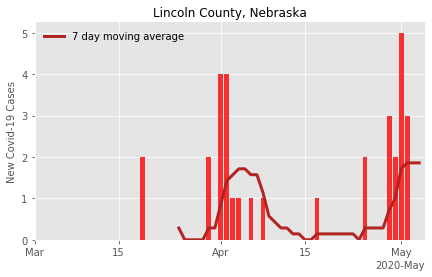 Lincoln County, Nebraska
7 day moving average
New Covid-19 Cases
5
4
3
2
1
0
Mar 15 Apr 15 May
2020-May